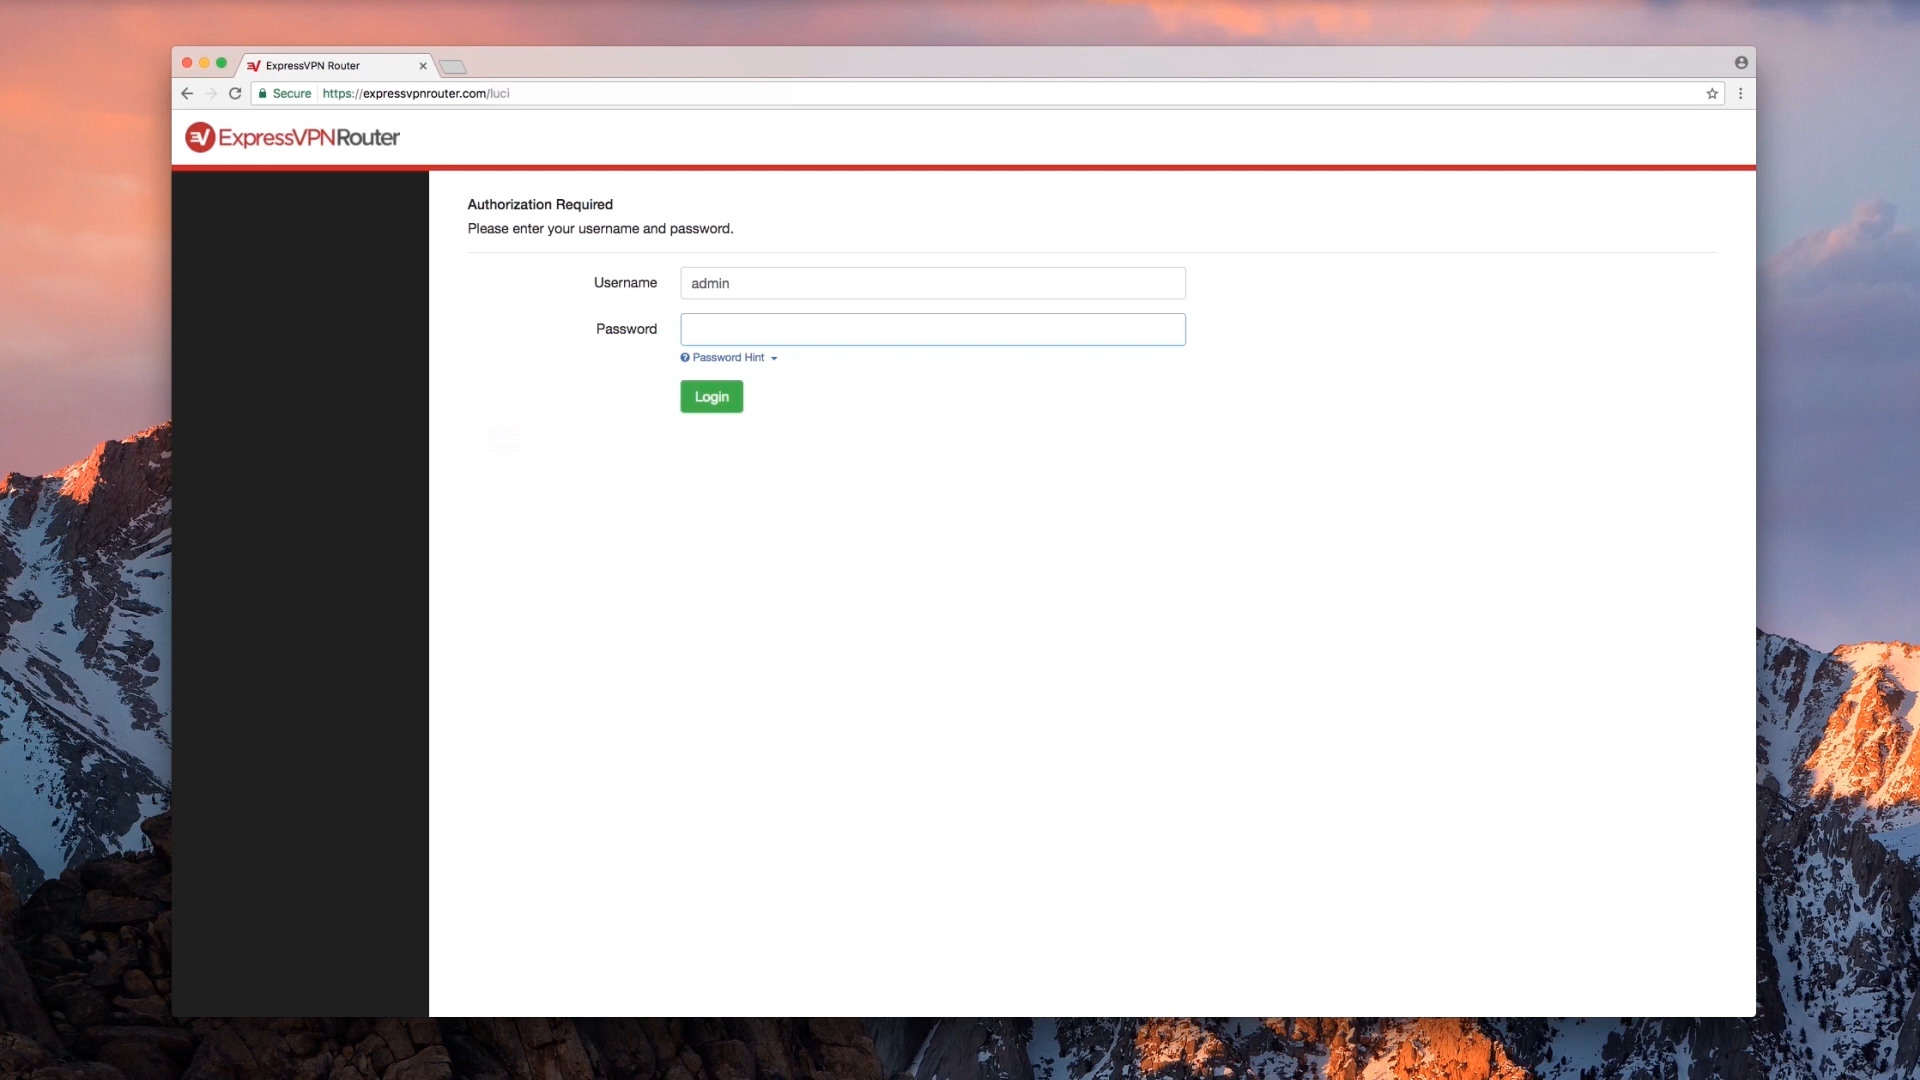 ExpressVPN Router
Secure https://expressvpnrouter.com/luci
ExpressVPNRouter
Authorization Required
Please enter your username and password.
Username admin
Password
Password Hint
Login